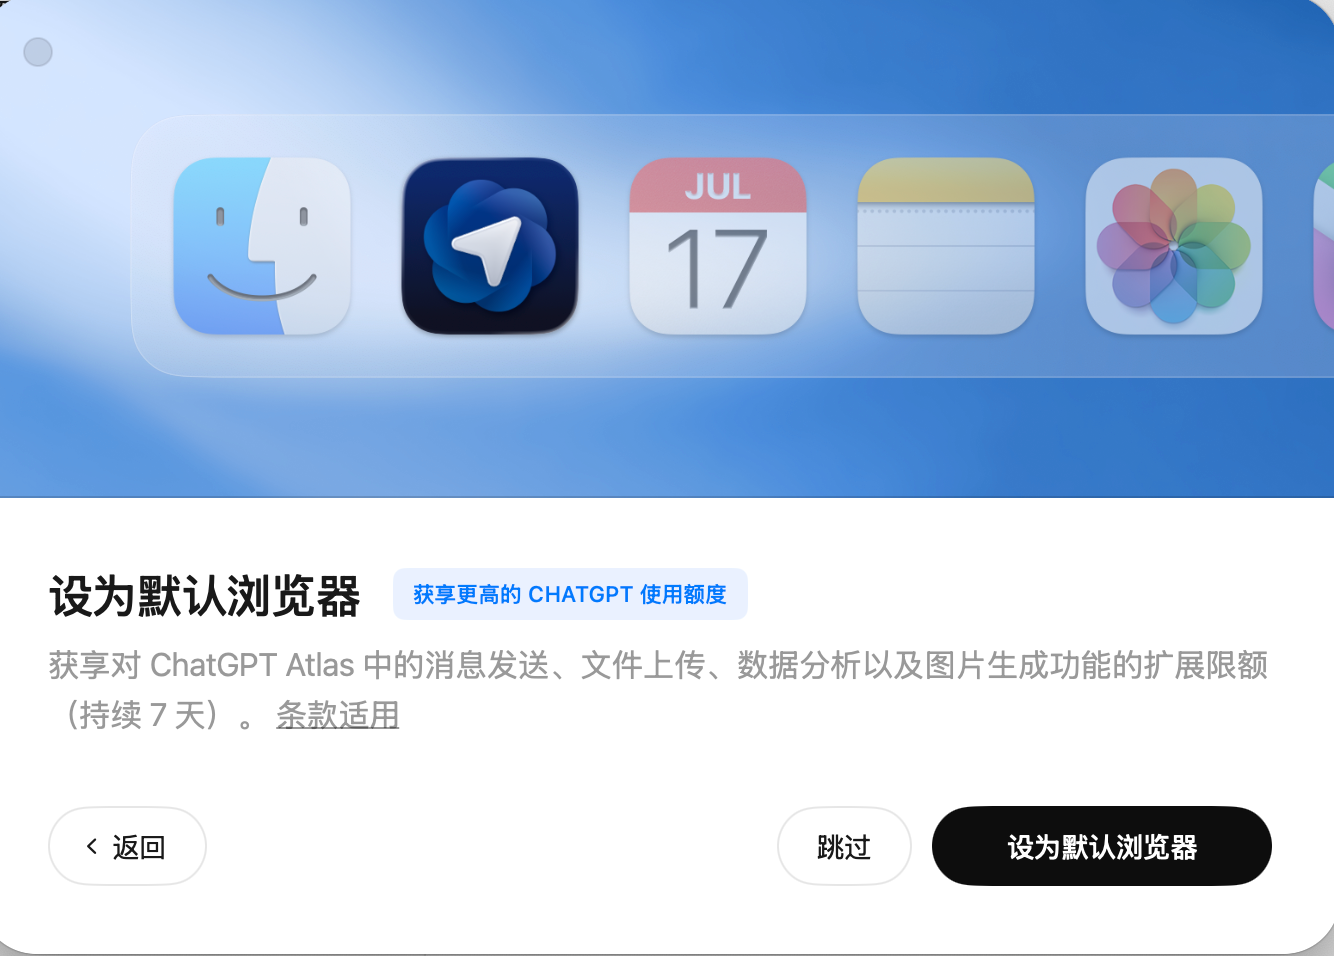 JUL
17
设为默认浏览器
获享更高的 CHATGPT 使用额度
获享对 ChatGPT Atlas 中的消息发送、文件上传、数据分析以及图片生成功能的扩展限额
（持续 7 天）。 条款适用
返回
跳过
设为默认浏览器